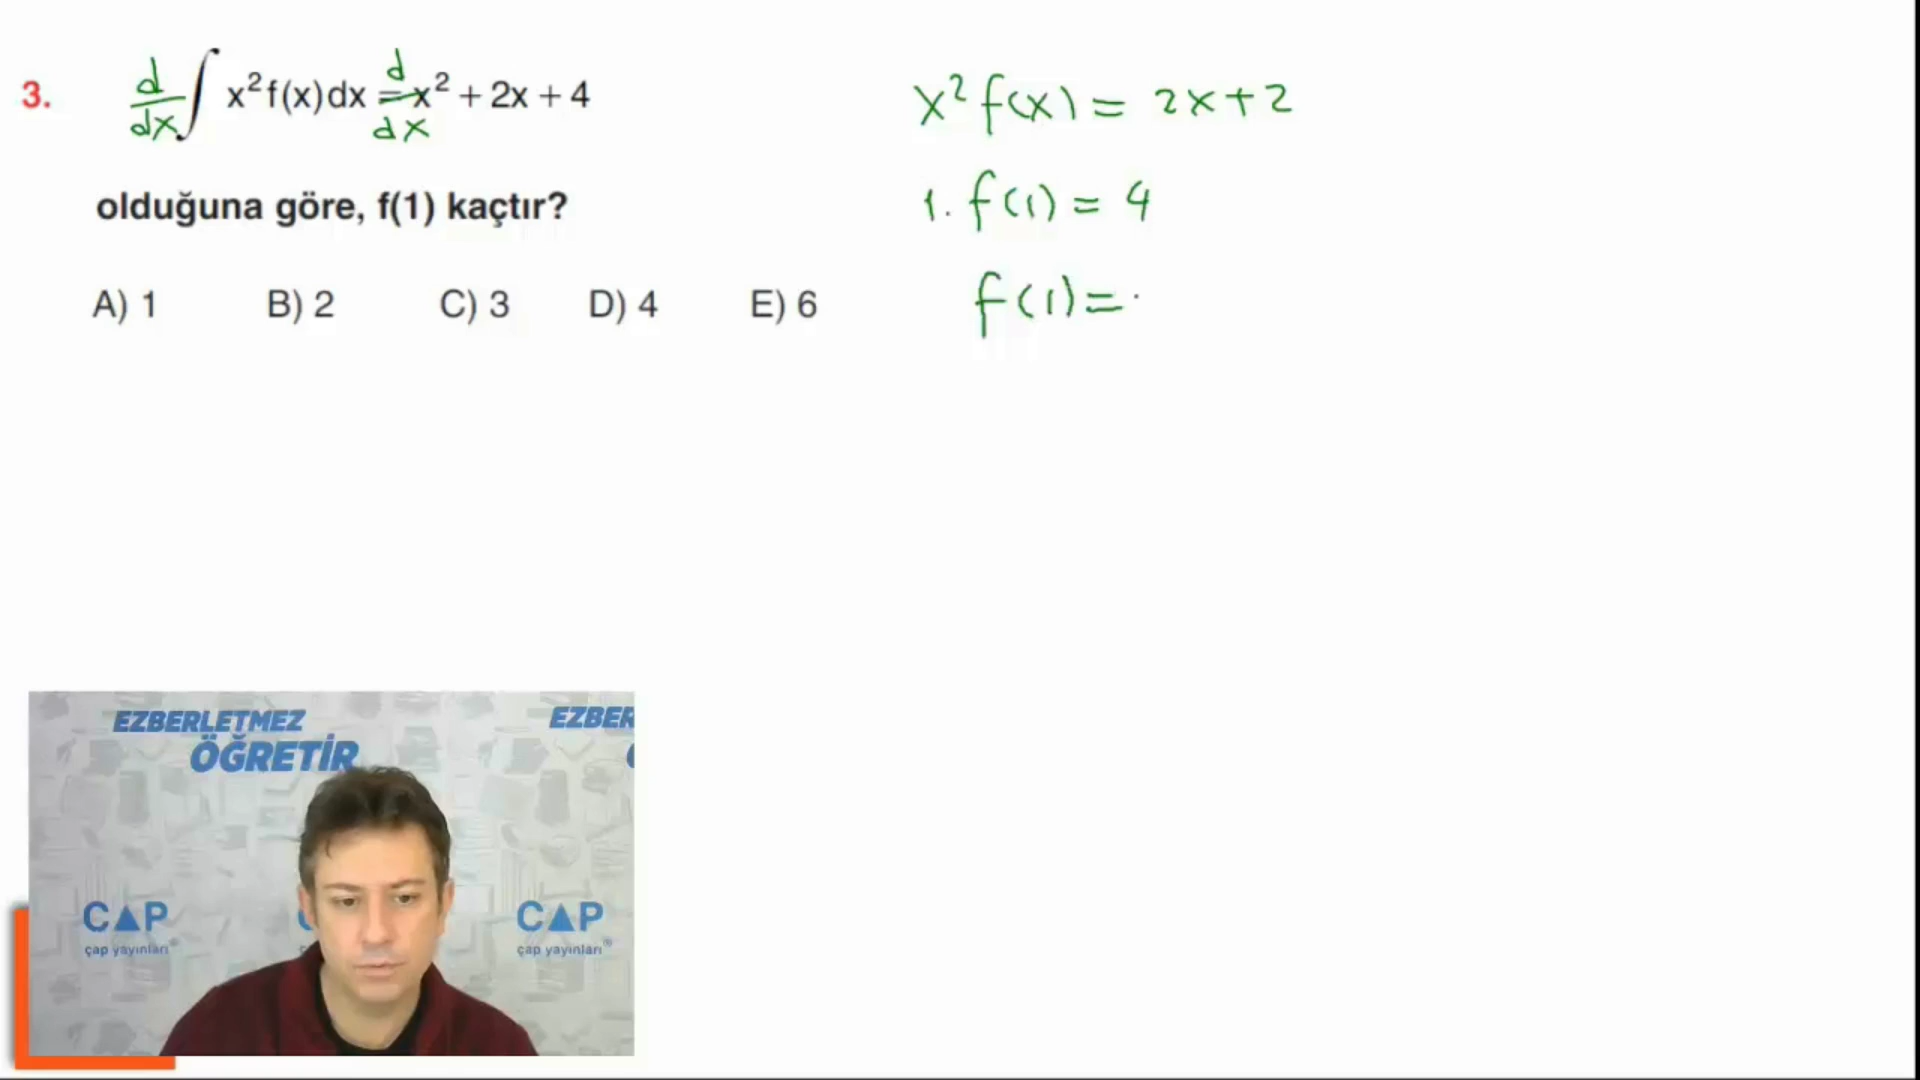 3. d/dx ∫ x²f(x)dx = d/dx x² + 2x + 4
olduğuna göre, f(1) kaçtır?
A) 1 B) 2 C) 3 D) 4 E) 6
x² f(x) = 2x+2
1. f(1) = 4
f(1) =
EZBERLETMEZ
ÖĞRETİR
EZBER
CAP
çap yayınları®
CAP
çap yayınları®